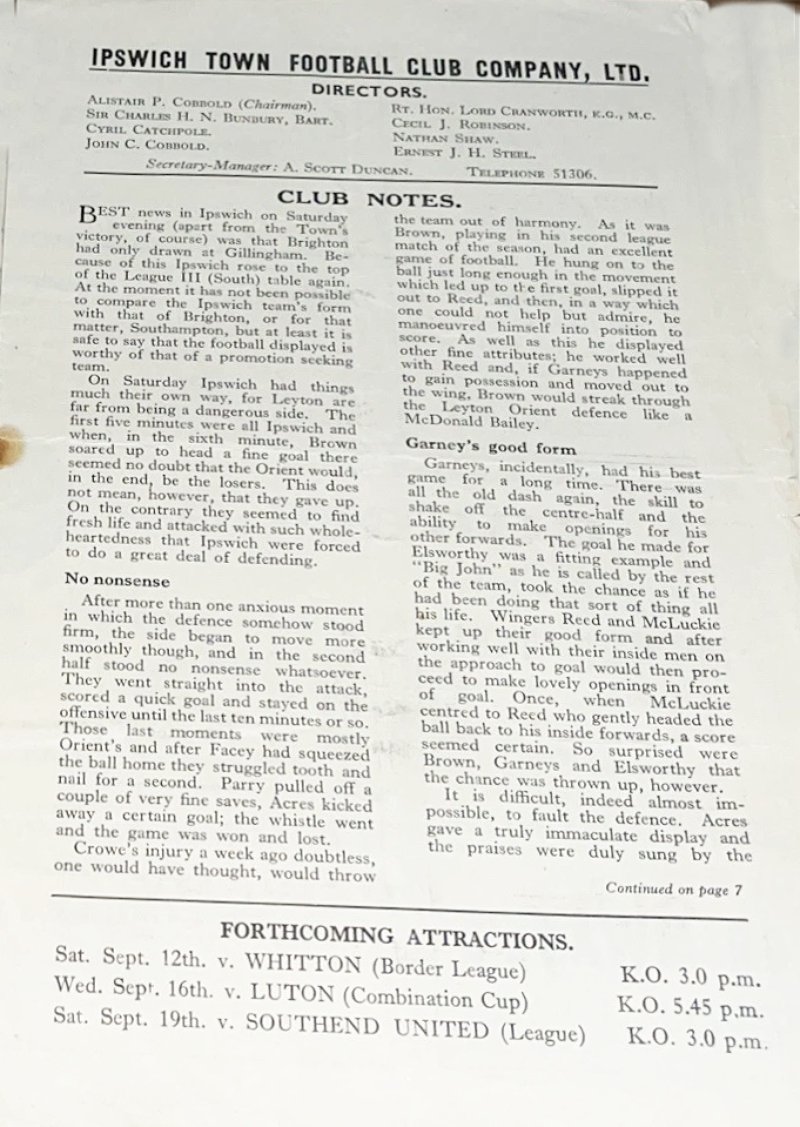 IPSWICH TOWN FOOTBALL CLUB COMPANY, LTD.
DIRECTORS.
ALISTAIR P. COBBOLD (Chairman).
SIR CHARLES H. N. BUNBURY, BART.
CYRIL CATCHPOLE.
JOHN C. COBBOLD.
RT. HON. LORD CRANWORTH, K.G., M.C.
CECIL J. ROBINSON.
NATHAN SHAW.
ERNEST J. H. STEEL.
Secretary-Manager: A. SCOTT DUNCAN. TELEPHONE 51306.
CLUB NOTES.
BEST news in Ipswich on Saturday
evening (apart from the Town's
victory, of course) was that Brighton
had only drawn at Gillingham. Be-
cause of this Ipswich rose to the top
of the League III (South) table again.
At the moment it has not been possible
to compare the Ipswich team's form
with that of Brighton, or for that
matter, Southampton, but at least it is
safe to say that the football displayed is
worthy of that of a promotion seeking
team.
On Saturday Ipswich had things
much their own way, for Leyton are
far from being a dangerous side. The
first five minutes were all Ipswich and
when, in the sixth minute, Brown
soared up to head a fine goal there
seemed no doubt that the Orient would,
in the end, be the losers. This does
not mean, however, that they gave up.
On the contrary they seemed to find
fresh life and attacked with such whole-
heartedness that Ipswich were forced
to do a great deal of defending.
No nonsense
After more than one anxious moment
in which the defence somehow stood
firm, the side began to move more
smoothly though, and in the second
half stood no nonsense whatsoever.
They went straight into the attack,
scored a quick goal and stayed on the
offensive until the last ten minutes or so.
Those last moments were mostly
Orient's and after Facey had squeezed
the ball home they struggled tooth and
nail for a second. Parry pulled off a
couple of very fine saves, Acres kicked
away a certain goal; the whistle went
and the game was won and lost.
Crowe's injury a week ago doubtless,
one would have thought, would throw
the team out of harmony. As it was
Brown, playing in his second league
match of the season, had an excellent
game of football. He hung on to the
ball just long enough in the movement
which led up to the first goal, slipped it
out to Reed, and then, in a way which
one could not help but admire, he
manoeuvred himself into position to
score. As well as this he displayed
other fine attributes; he worked well
with Reed and, if Garneys happened
to gain possession and moved out to
the wing, Brown would streak through
the Leyton Orient defence like a
McDonald Bailey.
Garney's good form
Garneys, incidentally, had his best
game for a long time. There was
all the old dash again, the skill to
shake off the centre-half and the
ability to make openings for his
other forwards. The goal he made for
Elsworthy was a fitting example and
"Big John" as he is called by the rest
of the team, took the chance as if he
had been doing that sort of thing all
his life. Wingers Reed and McLuckie
kept up their good form and after
working well with their inside men on
the approach to goal would then pro-
ceed to make lovely openings in front
of goal. Once, when McLuckie
centred to Reed who gently headed the
ball back to his inside forwards, a score
seemed certain. So surprised were
Brown, Garneys and Elsworthy that
the chance was thrown up, however.
It is difficult, indeed almost im-
possible, to fault the defence. Acres
gave a truly immaculate display and
the praises were duly sung by the
Continued on page 7
FORTHCOMING ATTRACTIONS.
Sat. Sept. 12th. v. WHITTON (Border League) K.O. 3.0 p.m.
Wed. Sept. 16th. v. LUTON (Combination Cup) K.O. 5.45 p.m.
Sat. Sept. 19th. v. SOUTHEND UNITED (League) K.O. 3.0 p.m.